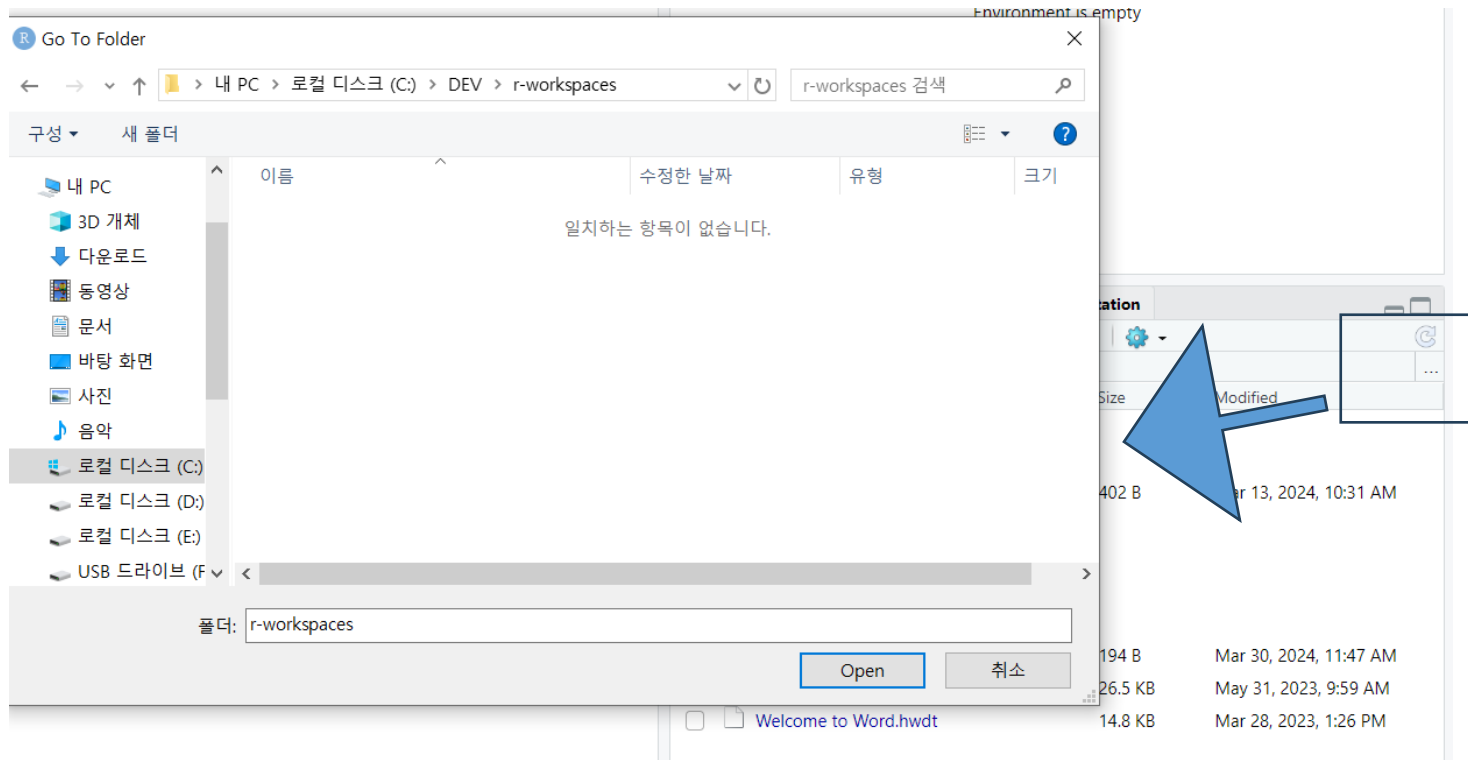 Environment is empty
Go To Folder
내 PC > 로컬 디스크 (C:) > DEV > r-workspaces
r-workspaces 검색
구성
새 폴더
내 PC
3D 개체
다운로드
동영상
문서
바탕 화면
사진
음악
로컬 디스크 (C:)
로컬 디스크 (D:)
로컬 디스크 (E:)
USB 드라이브 (F
이름
수정한 날짜
유형
크기
일치하는 항목이 없습니다.
폴더: r-workspaces
Open
취소
...
Size
Modified
402 B
13, 2024, 10:31 AM
194 B Mar 30, 2024, 11:47 AM
26.5 KB May 31, 2023, 9:59 AM
Welcome to Word.hwdt 14.8 KB Mar 28, 2023, 1:26 PM